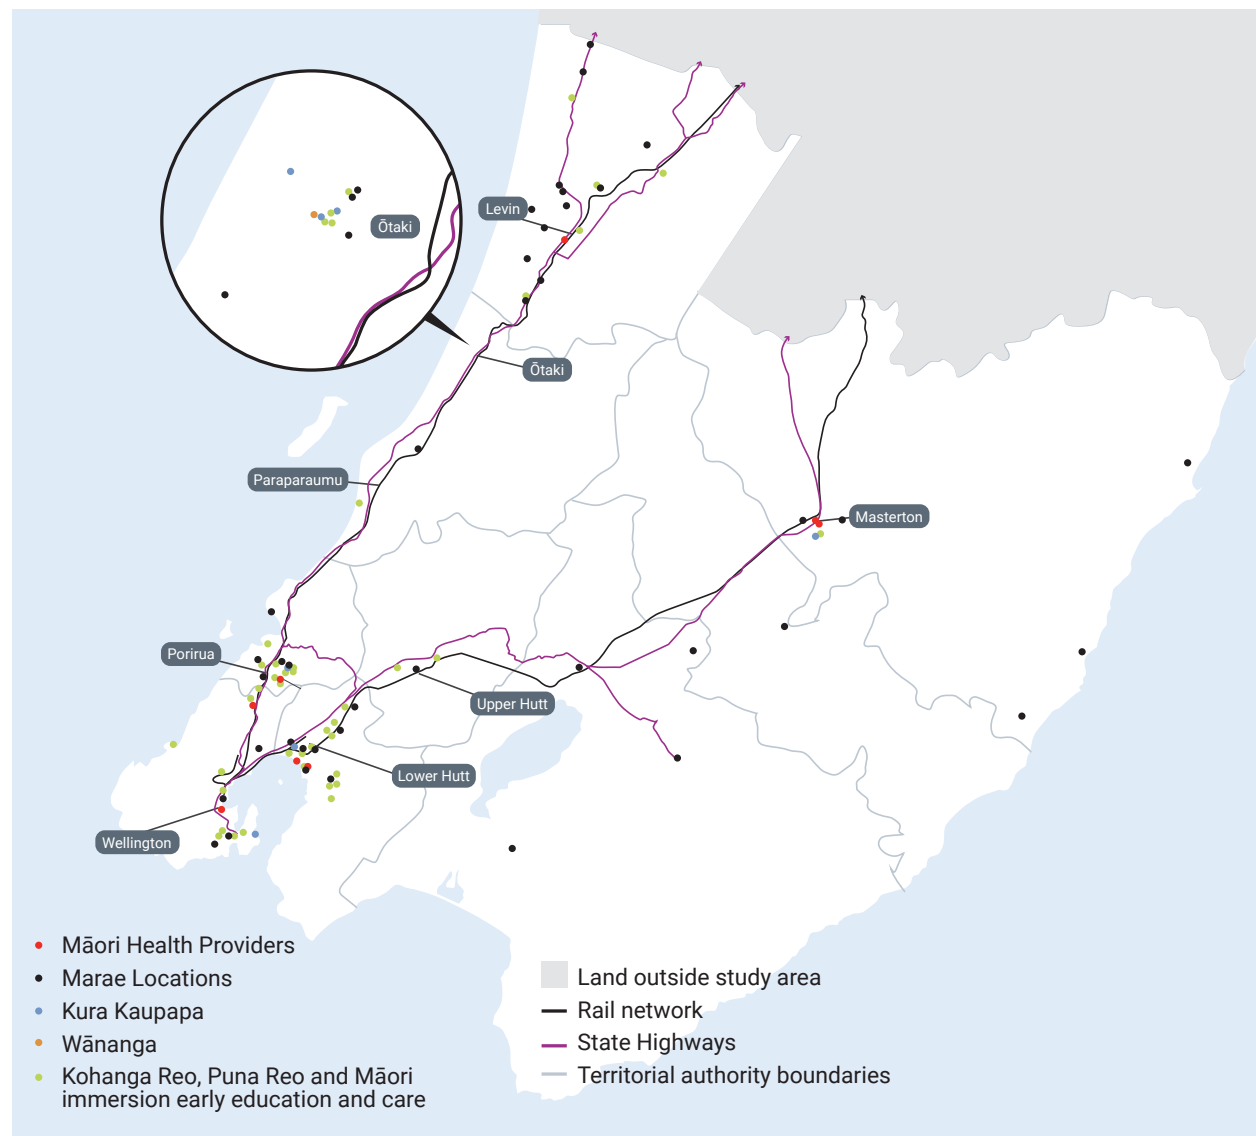 Ōtaki
Levin
Ōtaki
Paraparaumu
Masterton
Porirua
Upper Hutt
Lower Hutt
Wellington
Māori Health Providers
Marae Locations
Kura Kaupapa
Wānanga
Kohanga Reo, Puna Reo and Māori
immersion early education and care
Land outside study area
Rail network
State Highways
Territorial authority boundaries